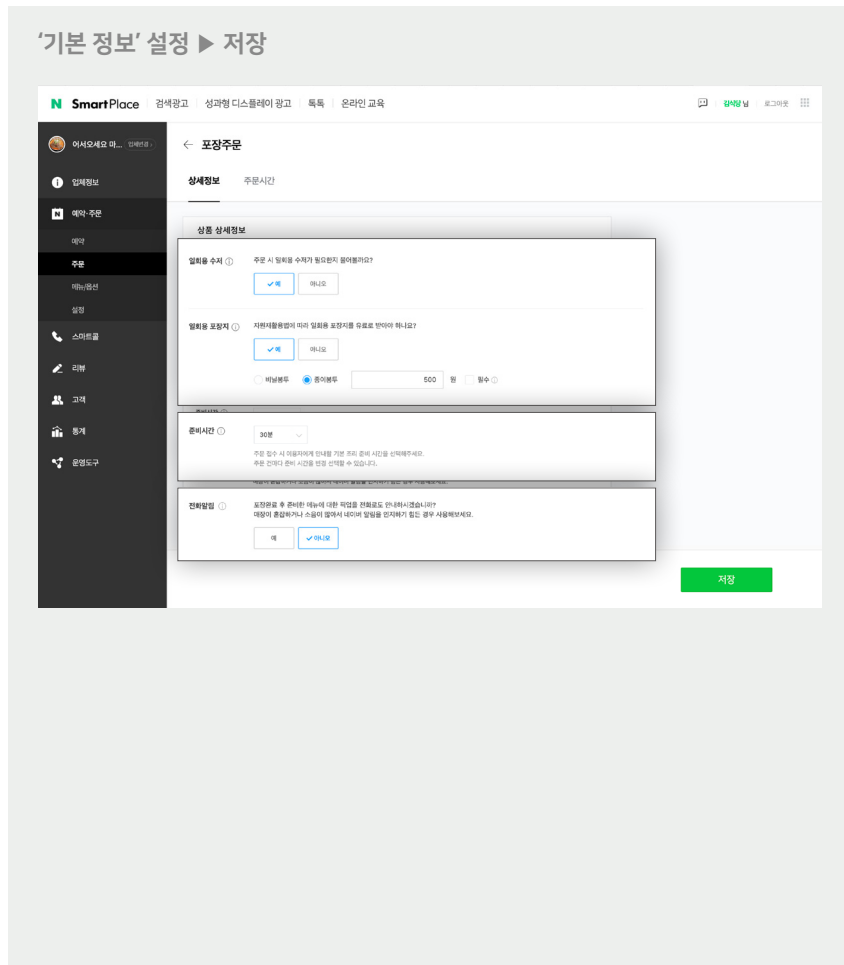 ‘기본 정보’ 설정 ▶ 저장
N SmartPlace 검색광고 성과형 디스플레이 광고 톡톡 온라인 교육 김식당 님 로그아웃
어서오세요 마... 업체변경 >
← 포장주문
업체정보
상세정보 주문시간
N 예약·주문
상품 상세정보
예약
주문
메뉴/옵션
설정
스마트콜
리뷰
고객
통계
운영도구
일회용 수저
주문 시 일회용 수저가 필요한지 물어볼까요?
예 아니오
일회용 포장지
자원재활용법에 따라 일회용 포장지를 유료로 받아야 하나요?
예 아니오
비닐봉투 종이봉투 500 원 필수
준비시간
준비시간
30분
주문 접수 시 이용자에게 안내할 기본 조리 준비 시간을 선택해주세요.
주문 건마다 준비 시간을 변경 선택할 수 있습니다.
전화알림
포장완료 후 준비한 메뉴에 대한 픽업을 전화로도 안내하시겠습니까?
매장이 혼잡하거나 소음이 많아서 네이버 알림을 인지하기 힘든 경우 사용해보세요.
예 아니오
저장